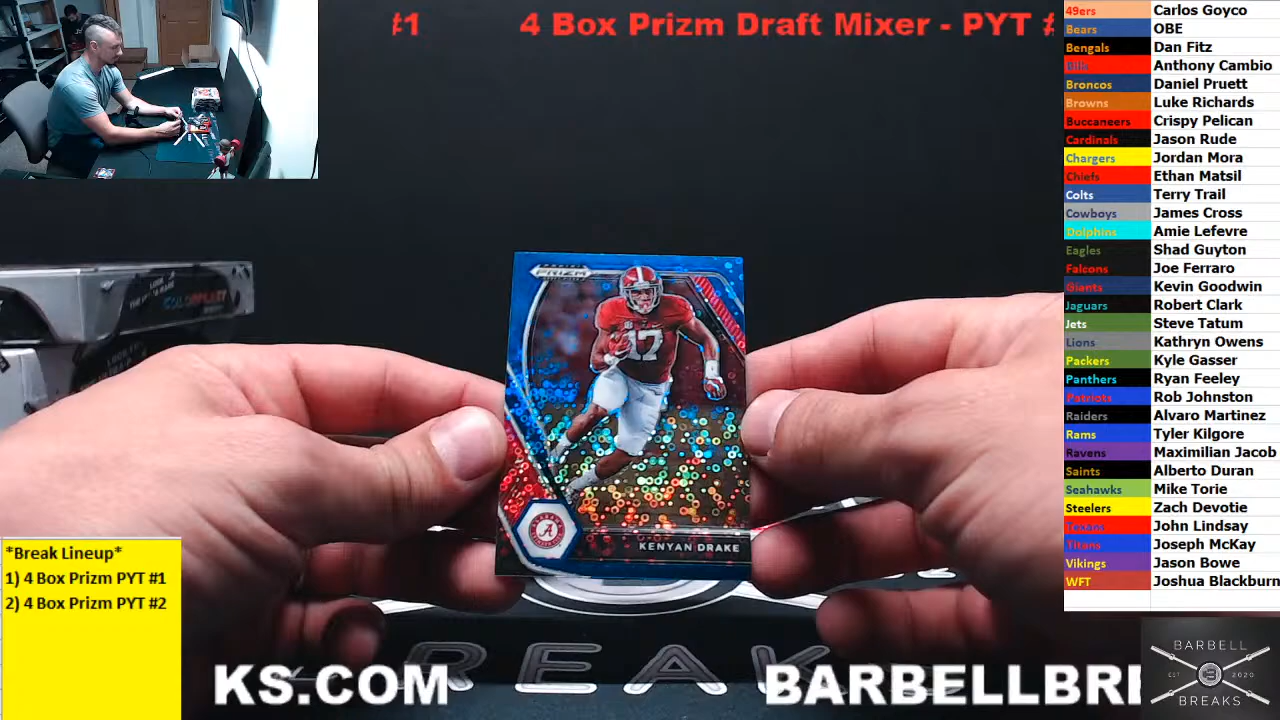 #1
4 Box Prizm Draft Mixer - PYT #
49ers Carlos Goyco
Bears OBE
Bengals Dan Fitz
Bills Anthony Cambio
Broncos Daniel Pruett
Browns Luke Richards
Buccaneers Crispy Pelican
Cardinals Jason Rude
Chargers Jordan Mora
Chiefs Ethan Matsil
Colts Terry Trail
Cowboys James Cross
Dolphins Amie Lefevre
Eagles Shad Guyton
Falcons Joe Ferraro
Giants Kevin Goodwin
Jaguars Robert Clark
Jets Steve Tatum
Lions Kathryn Owens
Packers Kyle Gasser
Panthers Ryan Feeley
Patriots Rob Johnston
Raiders Alvaro Martinez
Rams Tyler Kilgore
Ravens Maximilian Jacob
Saints Alberto Duran
Seahawks Mike Torie
Steelers Zach Devotie
Texans John Lindsay
Titans Joseph McKay
Vikings Jason Bowe
WFT Joshua Blackburn
PRIZM
17
A
KENYAN DRAKE
*Break Lineup*
1) 4 Box Prizm PYT #1
2) 4 Box Prizm PYT #2
REAK
KS.COM
BARBELLBRE
BARBELL
EST 2020
BREAKS